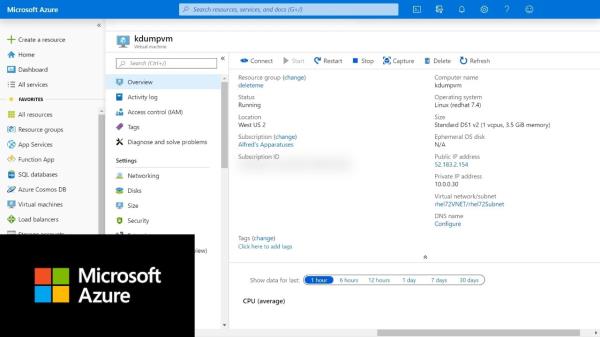 Microsoft Azure
Search resources, services, and docs (G+/)
Create a resource
Home
Dashboard
All services
FAVORITES
All resources
Resource groups
App Services
Function App
SQL databases
Azure Cosmos DB
Virtual machines
Load balancers
Storage accounts
kdumpvm
Virtual machine
Search (Ctrl+/)
Overview
Activity log
Access control (IAM)
Tags
Diagnose and solve problems
Settings
Networking
Disks
Size
Security
Connect
Start
Restart
Stop
Capture
Delete
Refresh
Resource group (change)
deleteme
Status
Running
Location
West US 2
Subscription (change)
Alfred's Apparatuses
Subscription ID
Computer name
kdumpvm
Operating system
Linux (redhat 7.4)
Size
Standard DS1 v2 (1 vcpus, 3.5 GiB memory)
Ephemeral OS disk
N/A
Public IP address
52.183.2.154
Private IP address
10.0.0.30
Virtual network/subnet
rhel72VNET/rhel72Subnet
DNS name
Configure
Tags (change)
Click here to add tags
Show data for last:
1 hour
6 hours
12 hours
1 day
7 days
30 days
CPU (average)
Microsoft
Azure